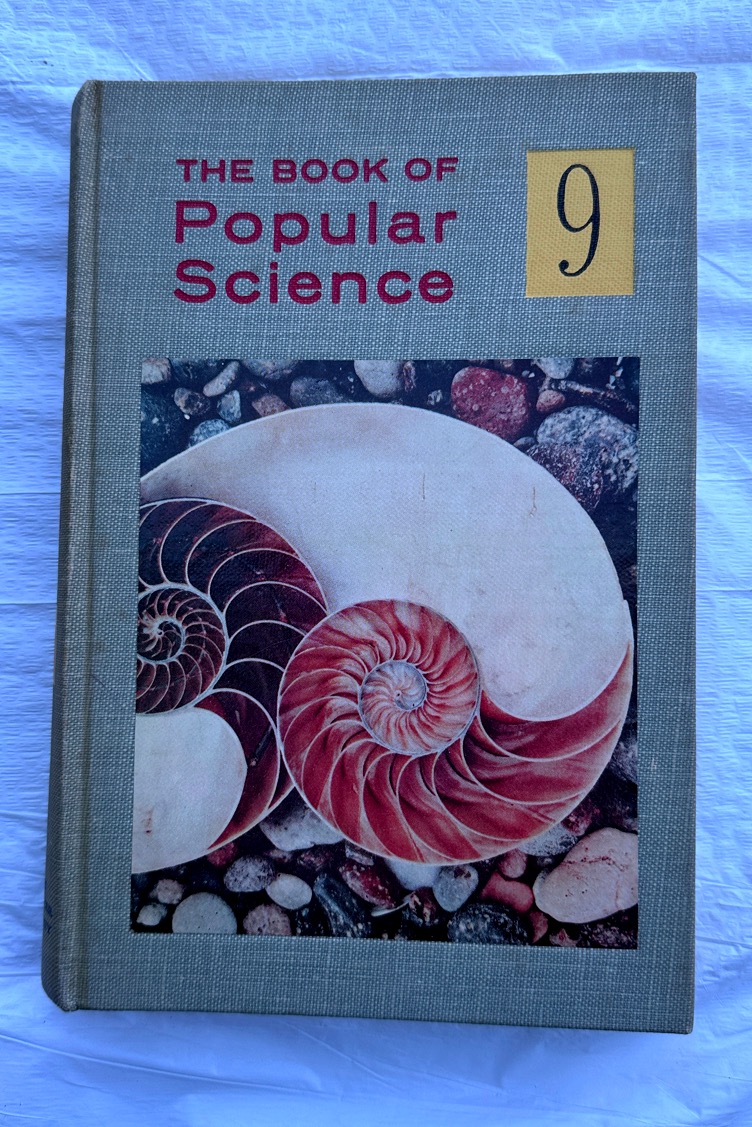 THE BOOK OF
Popular
Science
9